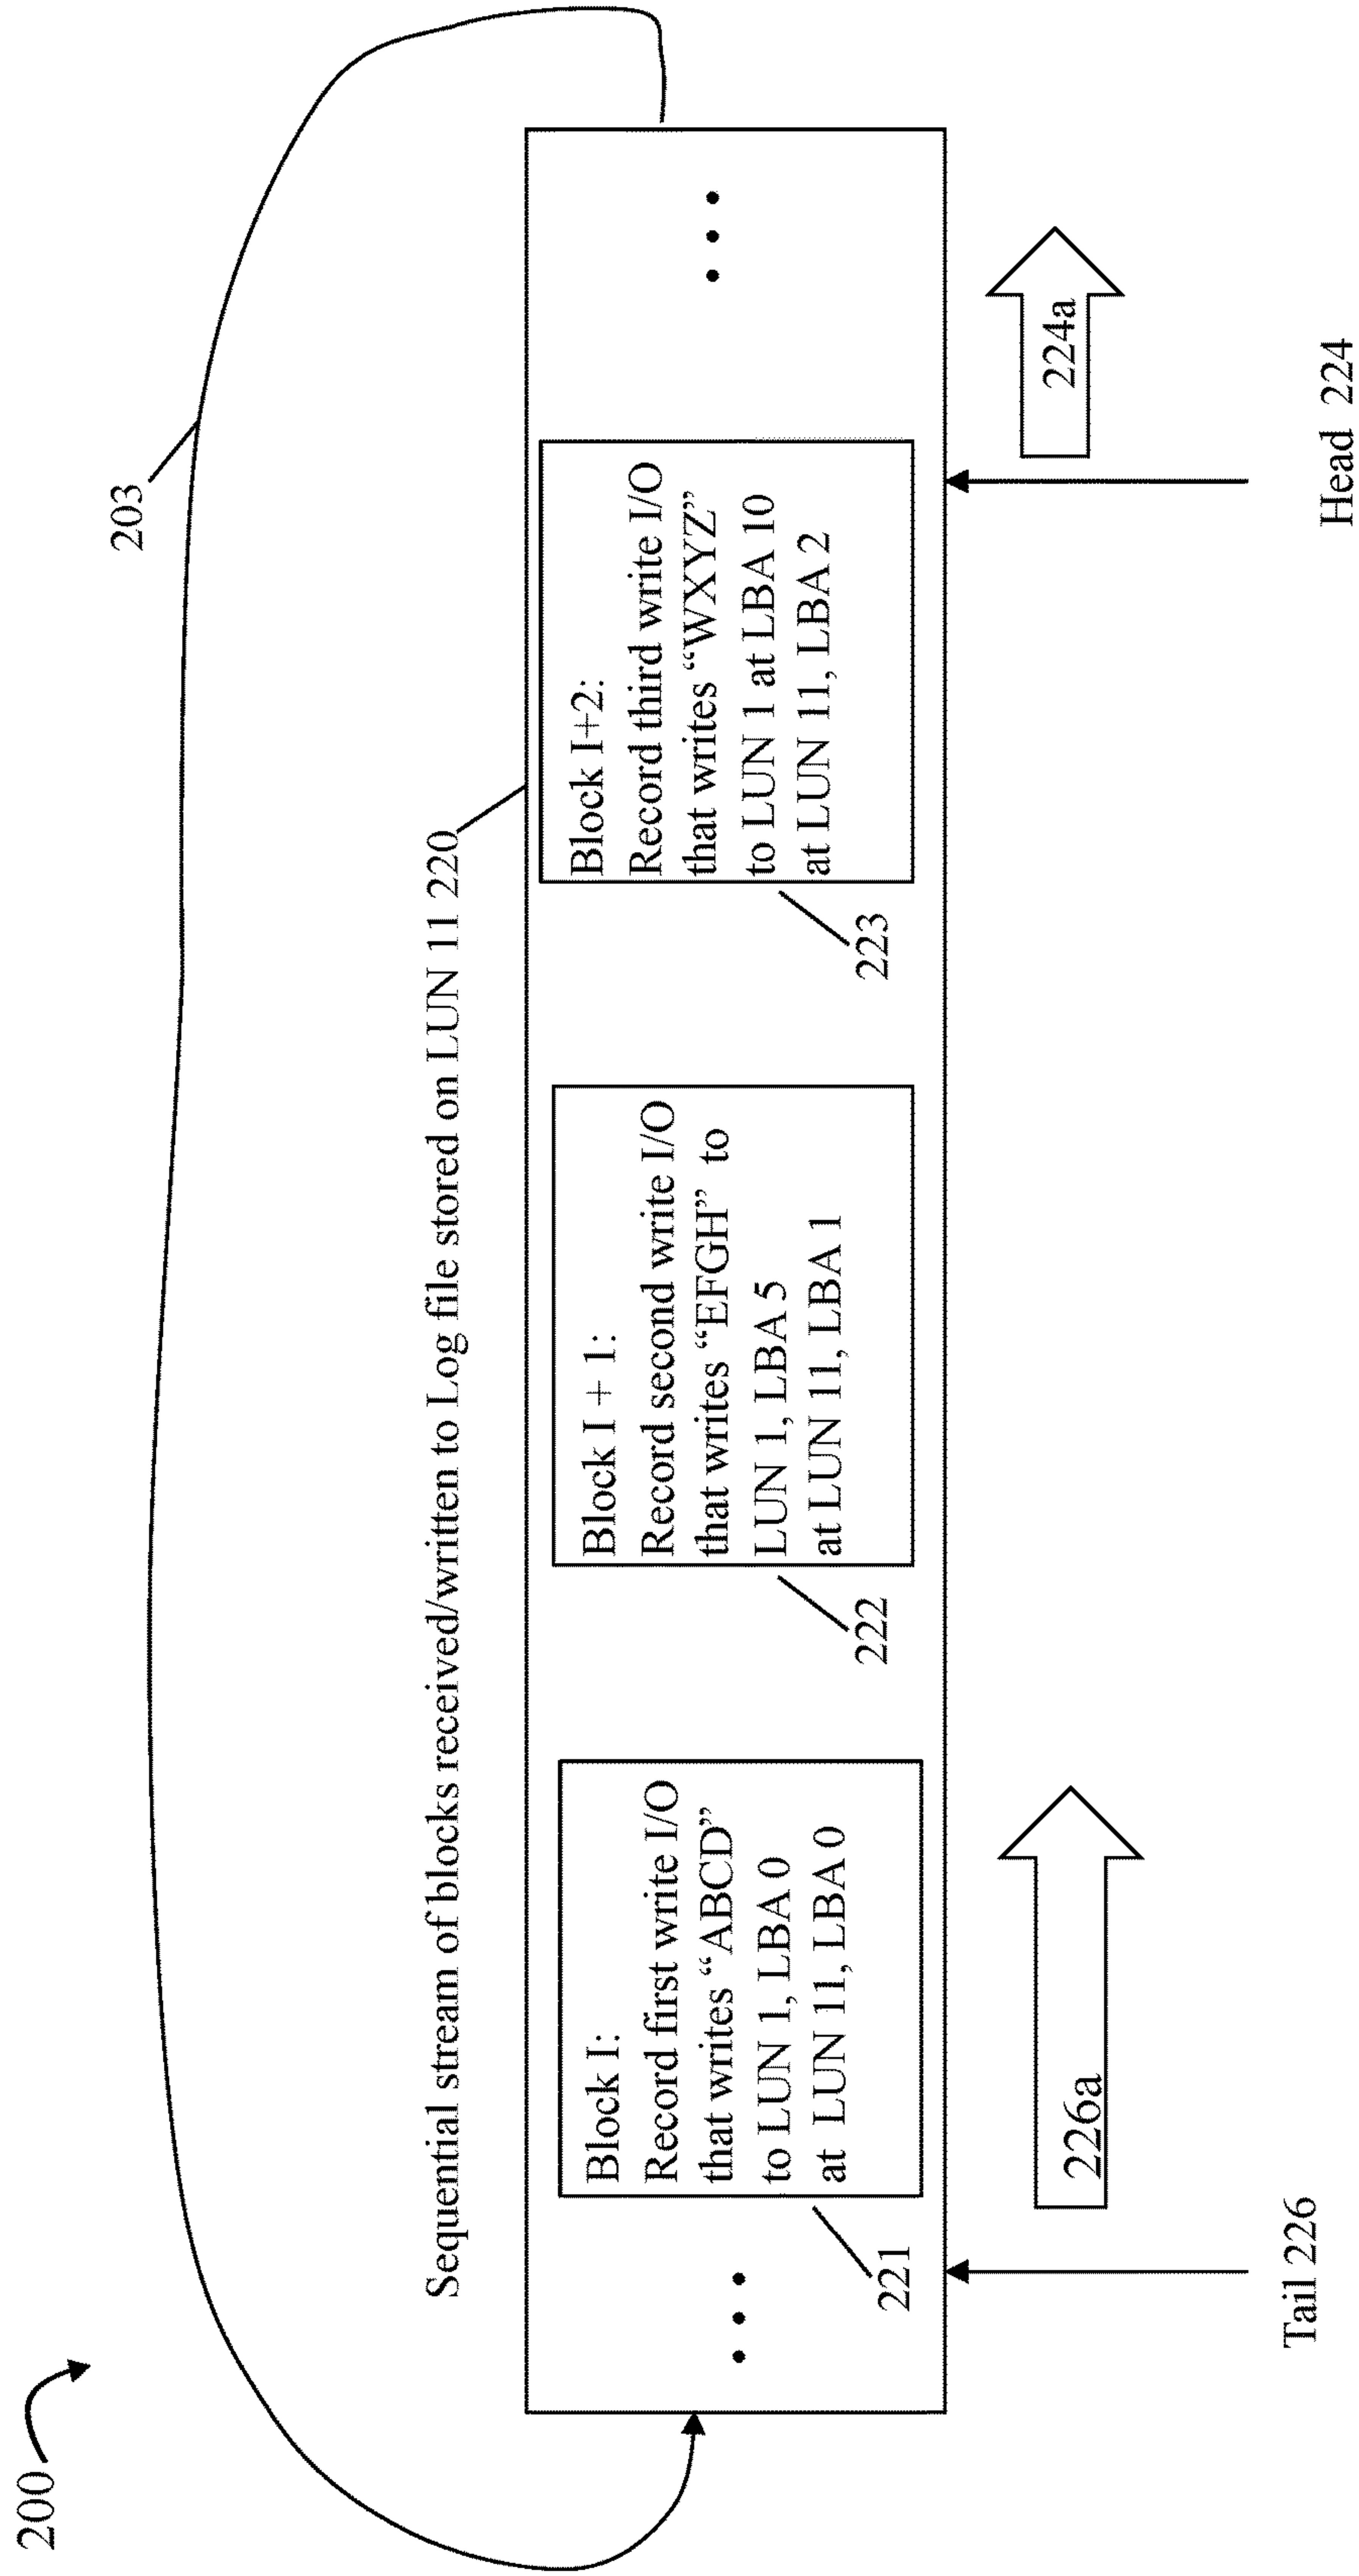 200
203
Sequential stream of blocks received/written to Log file stored on LUN 11 220
Block I:
Record first write I/O
that writes “ABCD”
to LUN 1, LBA 0
at LUN 11, LBA 0
221
Block I + 1:
Record second write I/O
that writes “EFGH” to
LUN 1, LBA 5
at LUN 11, LBA 1
222
Block I+2:
Record third write I/O
that writes “WXYZ”
to LUN 1 at LBA 10
at LUN 11, LBA 2
223
226a
224a
Tail 226
Head 224